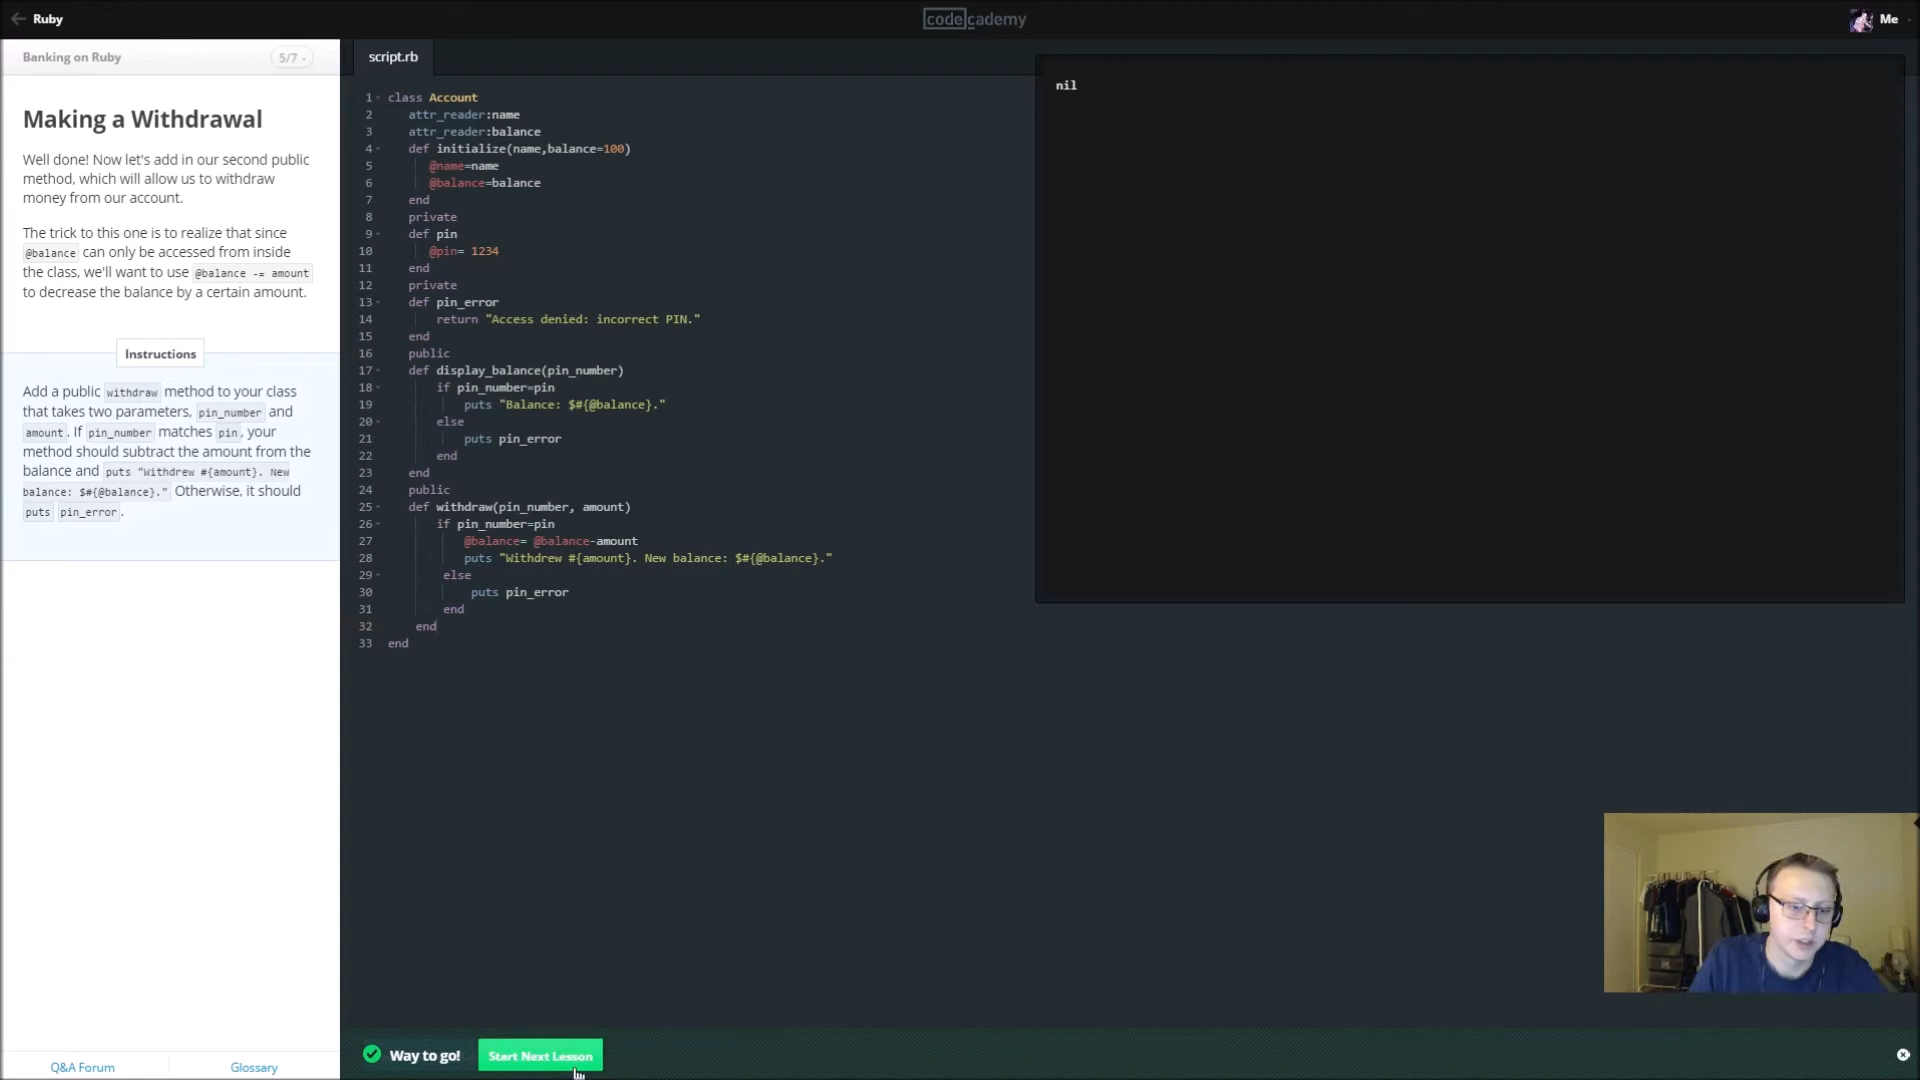 Ruby
codecademy
Me
Banking on Ruby
5/7
script.rb
Making a Withdrawal
Well done! Now let's add in our second public
method, which will allow us to withdraw
money from our account.
The trick to this one is to realize that since
@balance can only be accessed from inside
the class, we'll want to use @balance -= amount
to decrease the balance by a certain amount.
Instructions
Add a public withdraw method to your class
that takes two parameters, pin_number and
amount. If pin_number matches pin, your
method should subtract the amount from the
balance and puts "Withdrew #{amount}. New
balance: $#{@balance}." Otherwise, it should
puts pin_error.
Q&A Forum
Glossary
1 class Account
2 attr_reader:name
3 attr_reader:balance
4 def initialize(name,balance=100)
5 @name=name
6 @balance=balance
7 end
8 private
9 def pin
10 @pin= 1234
11 end
12 private
13 def pin_error
14 return "Access denied: incorrect PIN."
15 end
16 public
17 def display_balance(pin_number)
18 if pin_number=pin
19 puts "Balance: $#{@balance}."
20 else
21 puts pin_error
22 end
23 end
24 public
25 def withdraw(pin_number, amount)
26 if pin_number=pin
27 @balance= @balance-amount
28 puts "Withdrew #{amount}. New balance: $#{@balance}."
29 else
30 puts pin_error
31 end
32 end
33 end
nil
Way to go!
Start Next Lesson